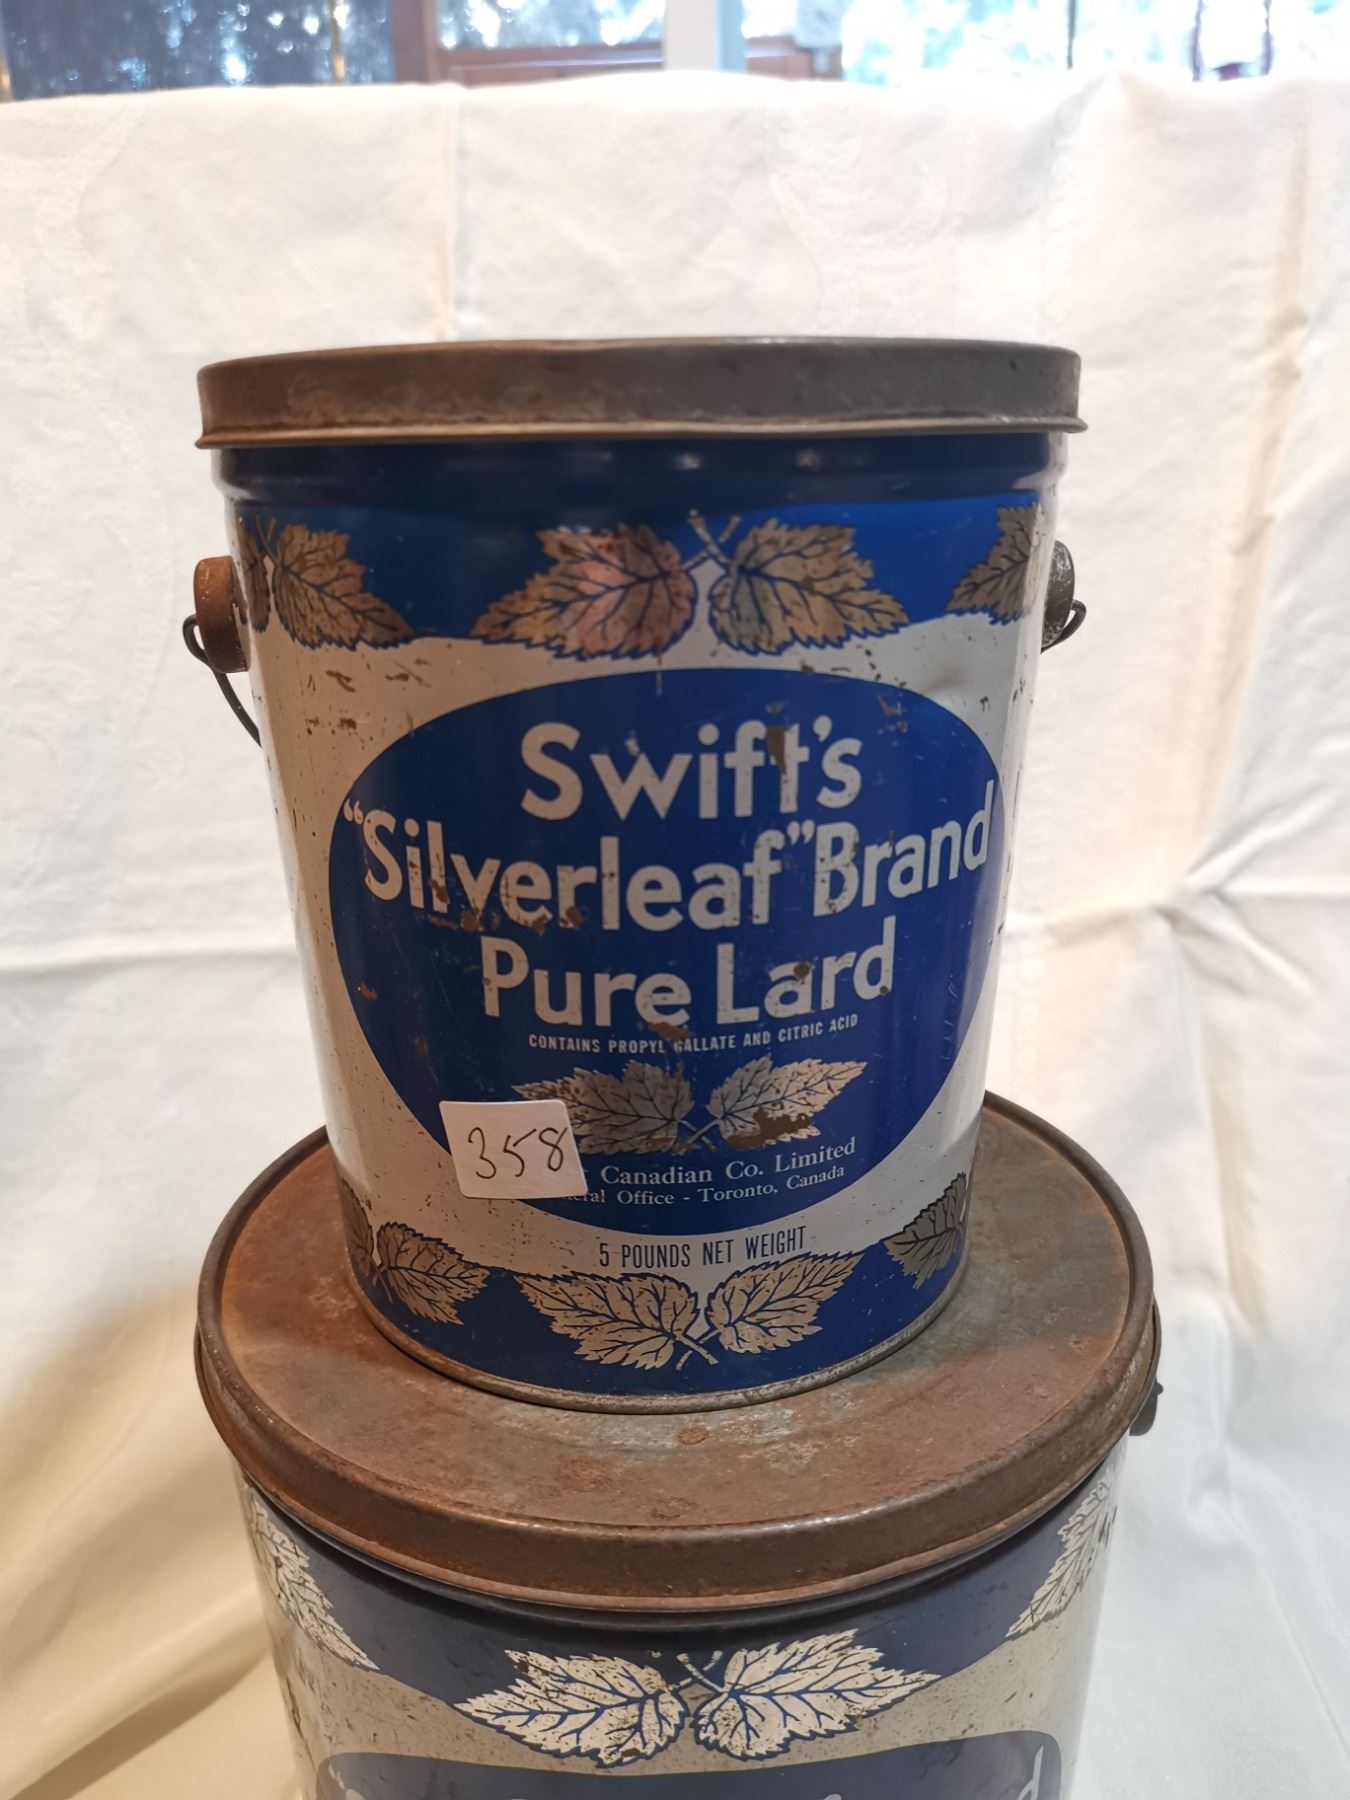 Swift's
"Silverleaf" Brand
Pure Lard
CONTAINS PROPYL GALLATE AND CITRIC ACID
358
Canadian Co. Limited
Office - Toronto, Canada
5 POUNDS NET WEIGHT